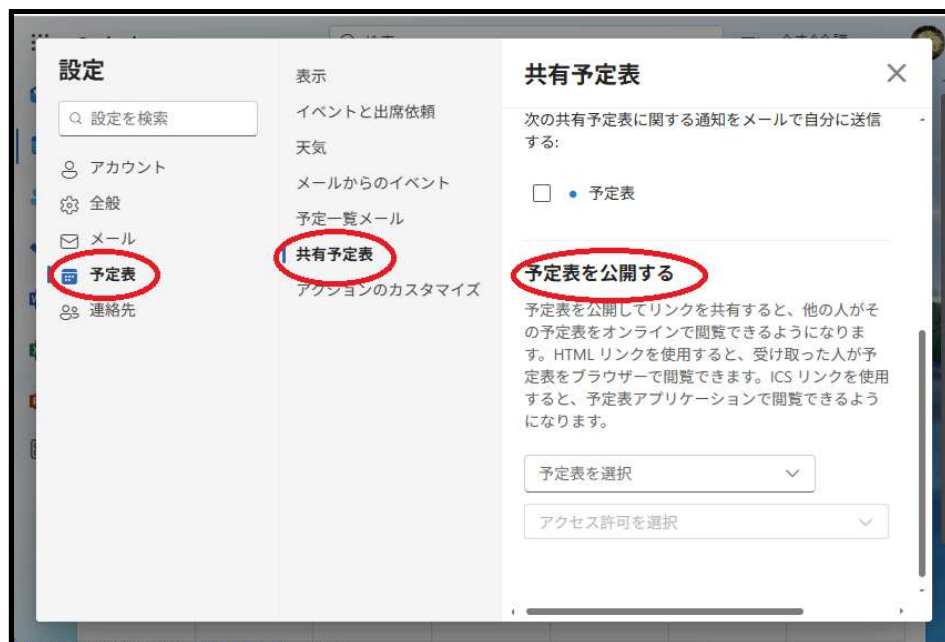 設定
設定を検索
アカウント
全般
メール
予定表
連絡先
表示
イベントと出席依頼
天気
メールからのイベント
予定一覧メール
共有予定表
アクションのカスタマイズ
共有予定表
次の共有予定表に関する通知をメールで自分に送信
する:
予定表
予定表を公開する
予定表を公開してリンクを共有すると、他の人がそ
の予定表をオンラインで閲覧できるようになりま
す。HTML リンクを使用すると、受け取った人が予
定表をブラウザーで閲覧できます。ICS リンクを使用
すると、予定表アプリケーションで閲覧できるよう
になります。
予定表を選択
アクセス許可を選択